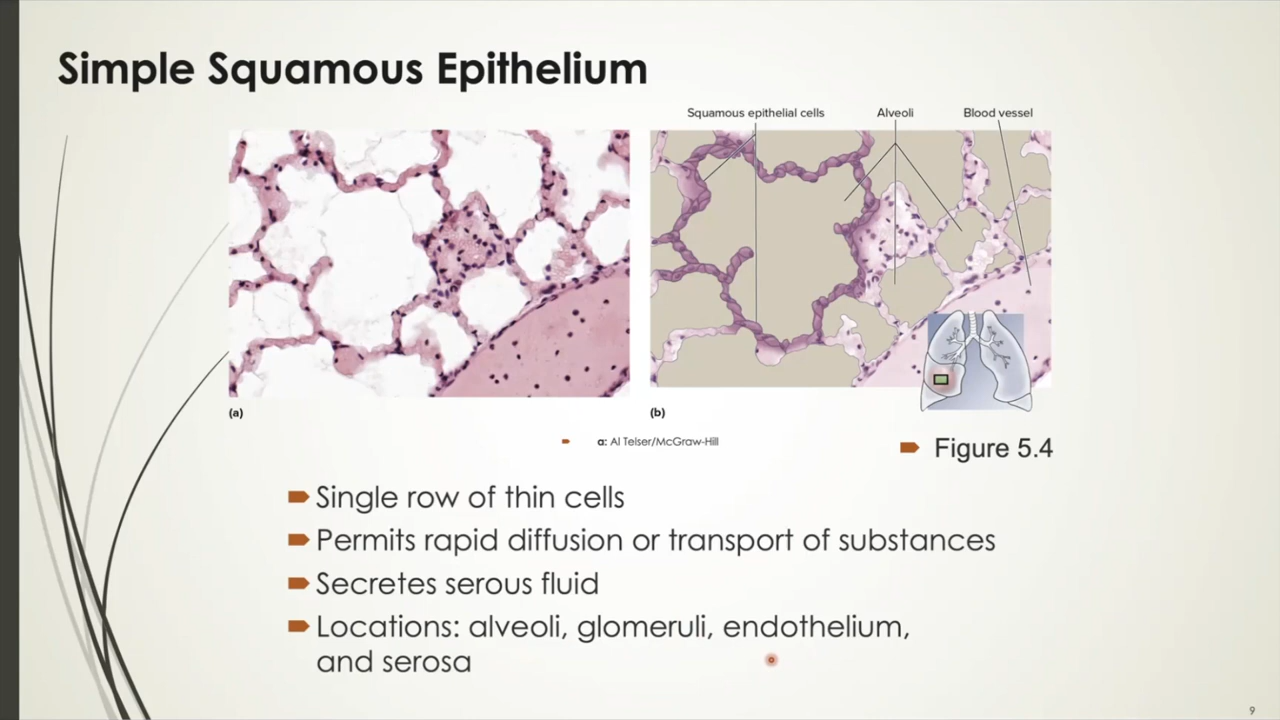 Simple Squamous Epithelium
Squamous epithelial cells
Alveoli
Blood vessel
(a)
(b)
a: Al Telser/McGraw-Hill
Figure 5.4
Single row of thin cells
Permits rapid diffusion or transport of substances
Secretes serous fluid
Locations: alveoli, glomeruli, endothelium,
and serosa
9